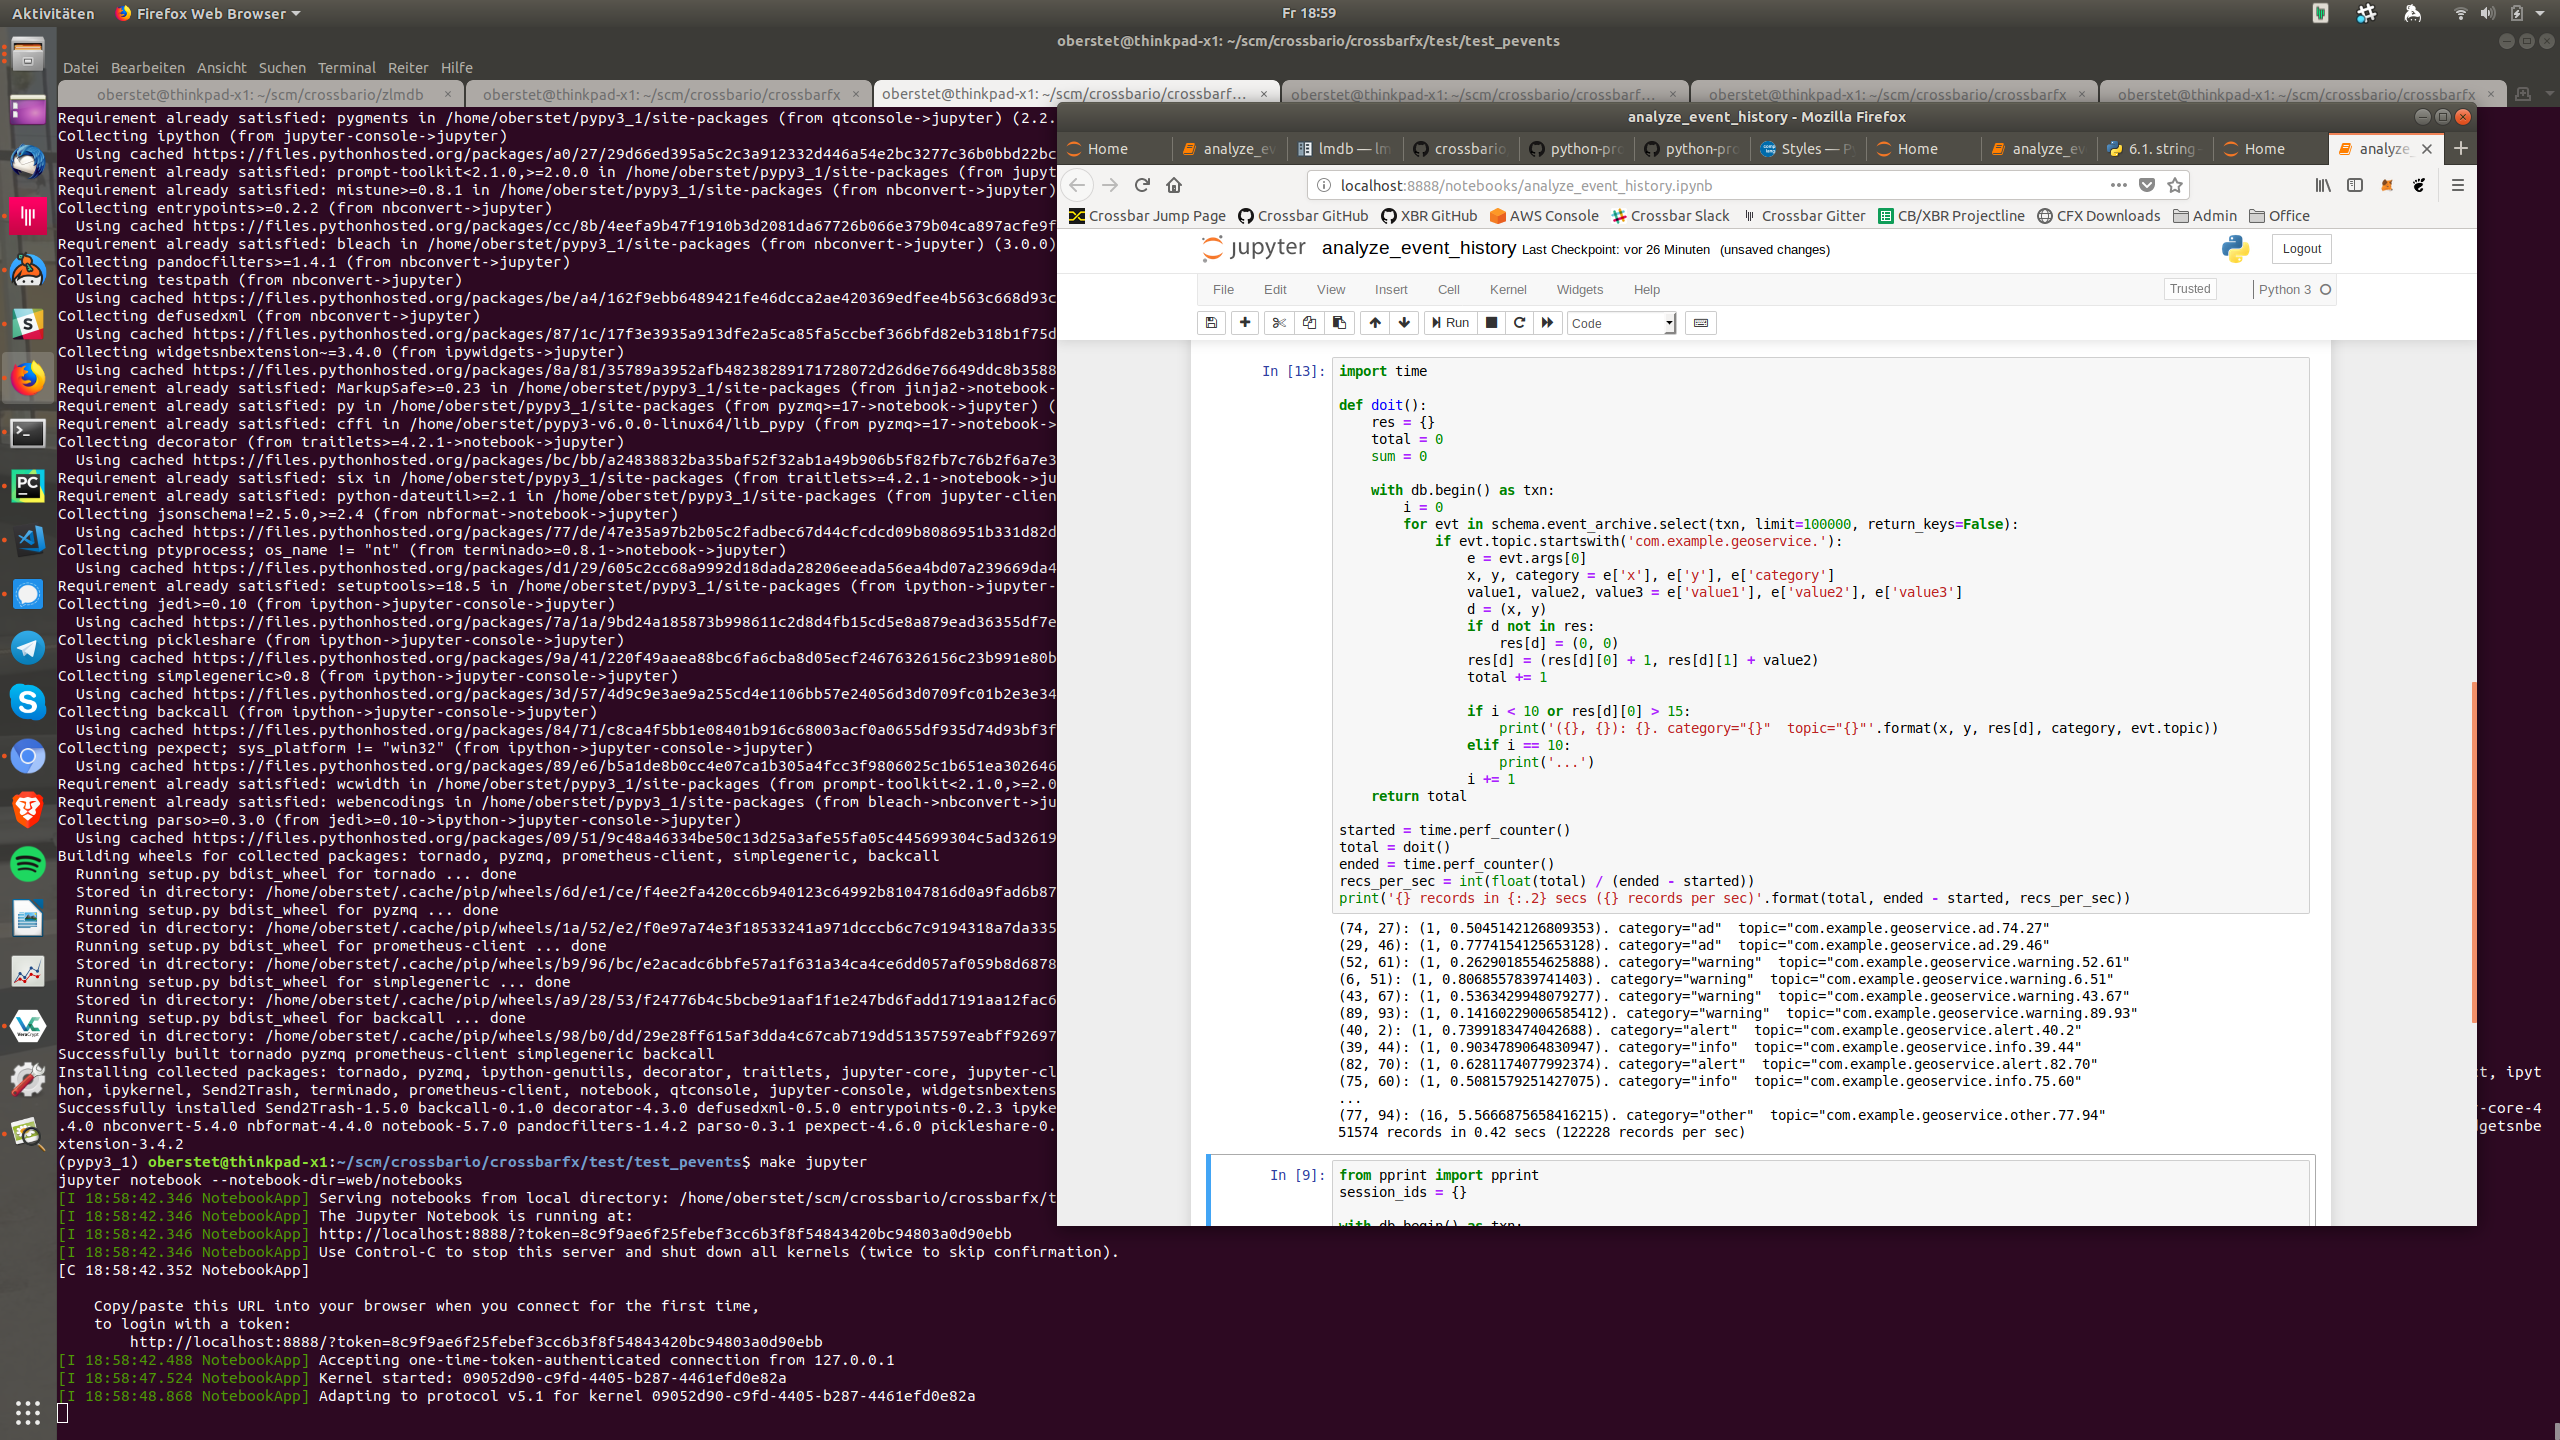 Aktivitäten Firefox Web Browser Fr 18:59
oberstet@thinkpad-x1: ~/scm/crossbario/crossbarfx/test/test_pevents
Datei Bearbeiten Ansicht Suchen Terminal Reiter Hilfe
oberstet@thinkpad-x1: ~/scm/crossbario/zlmdb × oberstet@thinkpad-x1: ~/scm/crossbario/crossbarfx × oberstet@thinkpad-x1: ~/scm/crossbario/crossbarf... × oberstet@thinkpad-x1: ~/scm/crossbario/crossbarf... × oberstet@thinkpad-x1: ~/scm/crossbario/crossbarfx × oberstet@thinkpad-x1: ~/scm/crossbario/crossbarfx ×
Requirement already satisfied: pygments in /home/oberstet/pypy3_1/site-packages (from qtconsole->jupyter) (2.2.
Collecting ipython (from jupyter-console->jupyter)
Using cached https://files.pythonhosted.org/packages/a0/27/29d66ed395a5c2c3a912332d446a54e2bc3277c36b0bbd22bc
Requirement already satisfied: prompt-toolkit<2.1.0,>=2.0.0 in /home/oberstet/pypy3_1/site-packages (from jupyt
Requirement already satisfied: mistune>=0.8.1 in /home/oberstet/pypy3_1/site-packages (from nbconvert->jupyter)
Collecting entrypoints>=0.2.2 (from nbconvert->jupyter)
Using cached https://files.pythonhosted.org/packages/cc/8b/4eefa9b47f1910b3d2081da67726b066e379b04ca897acfe9f
Requirement already satisfied: bleach in /home/oberstet/pypy3_1/site-packages (from nbconvert->jupyter) (3.0.0)
Collecting pandocfilters>=1.4.1 (from nbconvert->jupyter)
Collecting testpath (from nbconvert->jupyter)
Using cached https://files.pythonhosted.org/packages/be/a4/162f9ebb6489421fe46dcca2ae420369edfee4b563c668d93c
Collecting defusedxml (from nbconvert->jupyter)
Using cached https://files.pythonhosted.org/packages/87/1c/17f3e3935a913dfe2a5ca85fa5ccbef366bfd82eb318b1f75d
Collecting widgetsnbextension~=3.4.0 (from ipywidgets->jupyter)
Using cached https://files.pythonhosted.org/packages/8a/81/35789a3952afb48238289171728072d26d6e76649ddc8b3588
Requirement already satisfied: MarkupSafe>=0.23 in /home/oberstet/pypy3_1/site-packages (from jinja2->notebook-
Requirement already satisfied: py in /home/oberstet/pypy3_1/site-packages (from pyzmq>=17->notebook->jupyter) (
Requirement already satisfied: cffi in /home/oberstet/pypy3-v6.0.0-linux64/lib_pypy (from pyzmq>=17->notebook->
Collecting decorator (from traitlets>=4.2.1->notebook->jupyter)
Using cached https://files.pythonhosted.org/packages/bc/bb/a24838832ba35baf52f32ab1a49b906b5f82fb7c76b2f6a7e3
Requirement already satisfied: six in /home/oberstet/pypy3_1/site-packages (from traitlets>=4.2.1->notebook->ju
Requirement already satisfied: python-dateutil>=2.1 in /home/oberstet/pypy3_1/site-packages (from jupyter-clien
Collecting jsonschema!=2.5.0,>=2.4 (from nbformat->notebook->jupyter)
Using cached https://files.pythonhosted.org/packages/77/de/47e35a97b2b05c2fadbec67d44cfcdcd09b8086951b331d82d
Collecting ptyprocess; os_name != "nt" (from terminado>=0.8.1->notebook->jupyter)
Using cached https://files.pythonhosted.org/packages/d1/29/605c2cc68a9992d18dada28206eeada56ea4bd07a239669da4
Requirement already satisfied: setuptools>=18.5 in /home/oberstet/pypy3_1/site-packages (from ipython->jupyter-
Collecting jedi>=0.10 (from ipython->jupyter-console->jupyter)
Using cached https://files.pythonhosted.org/packages/7a/1a/9bd24a185873b998611c2d8d4fb15cd5e8a879ead36355df7e
Collecting pickleshare (from ipython->jupyter-console->jupyter)
Using cached https://files.pythonhosted.org/packages/9a/41/220f49aaea88bc6fa6cba8d05ecf24676326156c23b991e80b
Collecting simplegeneric>0.8 (from ipython->jupyter-console->jupyter)
Using cached https://files.pythonhosted.org/packages/3d/57/4d9c9e3ae9a255cd4e1106bb57e24056d3d0709fc01b2e3e34
Collecting backcall (from ipython->jupyter-console->jupyter)
Using cached https://files.pythonhosted.org/packages/84/71/c8ca4f5bb1e08401b916c68003acf0a0655df935d74d93bf3f
Collecting pexpect; sys_platform != "win32" (from ipython->jupyter-console->jupyter)
Using cached https://files.pythonhosted.org/packages/89/e6/b5a1de8b0cc4e07ca1b305a4fcc3f9806025c1b651ea302646
Requirement already satisfied: wcwidth in /home/oberstet/pypy3_1/site-packages (from prompt-toolkit<2.1.0,>=2.0
Requirement already satisfied: webencodings in /home/oberstet/pypy3_1/site-packages (from bleach->nbconvert->ju
Collecting parso>=0.3.0 (from jedi>=0.10->ipython->jupyter-console->jupyter)
Using cached https://files.pythonhosted.org/packages/09/51/9c48a46334be50c13d25a3afe55fa05c445699304c5ad32619
Building wheels for collected packages: tornado, pyzmq, prometheus-client, simplegeneric, backcall
Running setup.py bdist_wheel for tornado ... done
Stored in directory: /home/oberstet/.cache/pip/wheels/6d/e1/ce/f4ee2fa420cc6b940123c64992b81047816d0a9fad6b87
Running setup.py bdist_wheel for pyzmq ... done
Stored in directory: /home/oberstet/.cache/pip/wheels/1a/52/e2/f0e97a74e3f18533241a971dcccb6c7c9194318a7da335
Running setup.py bdist_wheel for prometheus-client ... done
Stored in directory: /home/oberstet/.cache/pip/wheels/b9/96/bc/e2acadc6bbfe57a1f631a34ca4ce6dd057af059b8d6878
Running setup.py bdist_wheel for simplegeneric ... done
Stored in directory: /home/oberstet/.cache/pip/wheels/a9/28/53/f24776b4c5bcbe91aaf1f1e247bd6fadd17191aa12fac6
Running setup.py bdist_wheel for backcall ... done
Stored in directory: /home/oberstet/.cache/pip/wheels/98/b0/dd/29e28ff615af3dda4c67cab719dd51357597eabff92697
Successfully built tornado pyzmq prometheus-client simplegeneric backcall
Installing collected packages: tornado, pyzmq, ipython-genutils, decorator, traitlets, jupyter-core, jupyter-cl t, ipyt
hon, ipykernel, Send2Trash, terminado, prometheus-client, notebook, qtconsole, jupyter-console, widgetsnbextens
Successfully installed Send2Trash-1.5.0 backcall-0.1.0 decorator-4.3.0 defusedxml-0.5.0 entrypoints-0.2.3 ipyke -core-4
.4.0 nbconvert-5.4.0 nbformat-4.4.0 notebook-5.7.0 pandocfilters-1.4.2 parso-0.3.1 pexpect-4.6.0 pickleshare-0. dgetsnbe
xtension-3.4.2
(pypy3_1) oberstet@thinkpad-x1:~/scm/crossbario/crossbarfx/test/test_pevents$ make jupyter
jupyter notebook --notebook-dir=web/notebooks
[I 18:58:42.346 NotebookApp] Serving notebooks from local directory: /home/oberstet/scm/crossbario/crossbarfx/t
[I 18:58:42.346 NotebookApp] The Jupyter Notebook is running at:
[I 18:58:42.346 NotebookApp] http://localhost:8888/?token=8c9f9ae6f25febef3cc6b3f8f54843420bc94803a0d90ebb
[I 18:58:42.346 NotebookApp] Use Control-C to stop this server and shut down all kernels (twice to skip confirmation).
[C 18:58:42.352 NotebookApp]
Copy/paste this URL into your browser when you connect for the first time,
to login with a token:
http://localhost:8888/?token=8c9f9ae6f25febef3cc6b3f8f54843420bc94803a0d90ebb
[I 18:58:42.488 NotebookApp] Accepting one-time-token-authenticated connection from 127.0.0.1
[I 18:58:47.524 NotebookApp] Kernel started: 09052d90-c9fd-4405-b287-4461efd0e82a
[I 18:58:48.868 NotebookApp] Adapting to protocol v5.1 for kernel 09052d90-c9fd-4405-b287-4461efd0e82a
analyze_event_history - Mozilla Firefox
Home analyze_ev lmdb — lm crossbario python-pro python-pro Styles — P Home analyze_ev 6.1. string Home analyze_
localhost:8888/notebooks/analyze_event_history.ipynb
Crossbar Jump Page Crossbar GitHub XBR GitHub AWS Console Crossbar Slack Crossbar Gitter CB/XBR Projectline CFX Downloads Admin Office
jupyter analyze_event_history Last Checkpoint: vor 26 Minuten (unsaved changes) Logout
File Edit View Insert Cell Kernel Widgets Help Trusted Python 3
Run Code
In [13]: import time
def doit():
res = {}
total = 0
sum = 0
with db.begin() as txn:
i = 0
for evt in schema.event_archive.select(txn, limit=100000, return_keys=False):
if evt.topic.startswith('com.example.geoservice.'):
e = evt.args[0]
x, y, category = e['x'], e['y'], e['category']
value1, value2, value3 = e['value1'], e['value2'], e['value3']
d = (x, y)
if d not in res:
res[d] = (0, 0)
res[d] = (res[d][0] + 1, res[d][1] + value2)
total += 1
if i < 10 or res[d][0] > 15:
print('({}, {}): {}. category="{}"  topic="{}"'.format(x, y, res[d], category, evt.topic))
elif i == 10:
print('...')
i += 1
return total
started = time.perf_counter()
total = doit()
ended = time.perf_counter()
recs_per_sec = int(float(total) / (ended - started))
print('{} records in {:.2} secs ({} records per sec)'.format(total, ended - started, recs_per_sec))
(74, 27): (1, 0.5045142126809353). category="ad"  topic="com.example.geoservice.ad.74.27"
(29, 46): (1, 0.7774154125653128). category="ad"  topic="com.example.geoservice.ad.29.46"
(52, 61): (1, 0.2629018554625888). category="warning"  topic="com.example.geoservice.warning.52.61"
(6, 51): (1, 0.8068557839741403). category="warning"  topic="com.example.geoservice.warning.6.51"
(43, 67): (1, 0.5363429948079277). category="warning"  topic="com.example.geoservice.warning.43.67"
(89, 93): (1, 0.14160229006585412). category="warning"  topic="com.example.geoservice.warning.89.93"
(40, 2): (1, 0.7399183474042688). category="alert"  topic="com.example.geoservice.alert.40.2"
(39, 44): (1, 0.9034789064830947). category="info"  topic="com.example.geoservice.info.39.44"
(82, 70): (1, 0.6281174077992374). category="alert"  topic="com.example.geoservice.alert.82.70"
(75, 60): (1, 0.5081579251427075). category="info"  topic="com.example.geoservice.info.75.60"
...
(77, 94): (16, 5.5666875658416215). category="other"  topic="com.example.geoservice.other.77.94"
51574 records in 0.42 secs (122228 records per sec)
In [9]: from pprint import pprint
session_ids = {}
with db.begin() as txn: